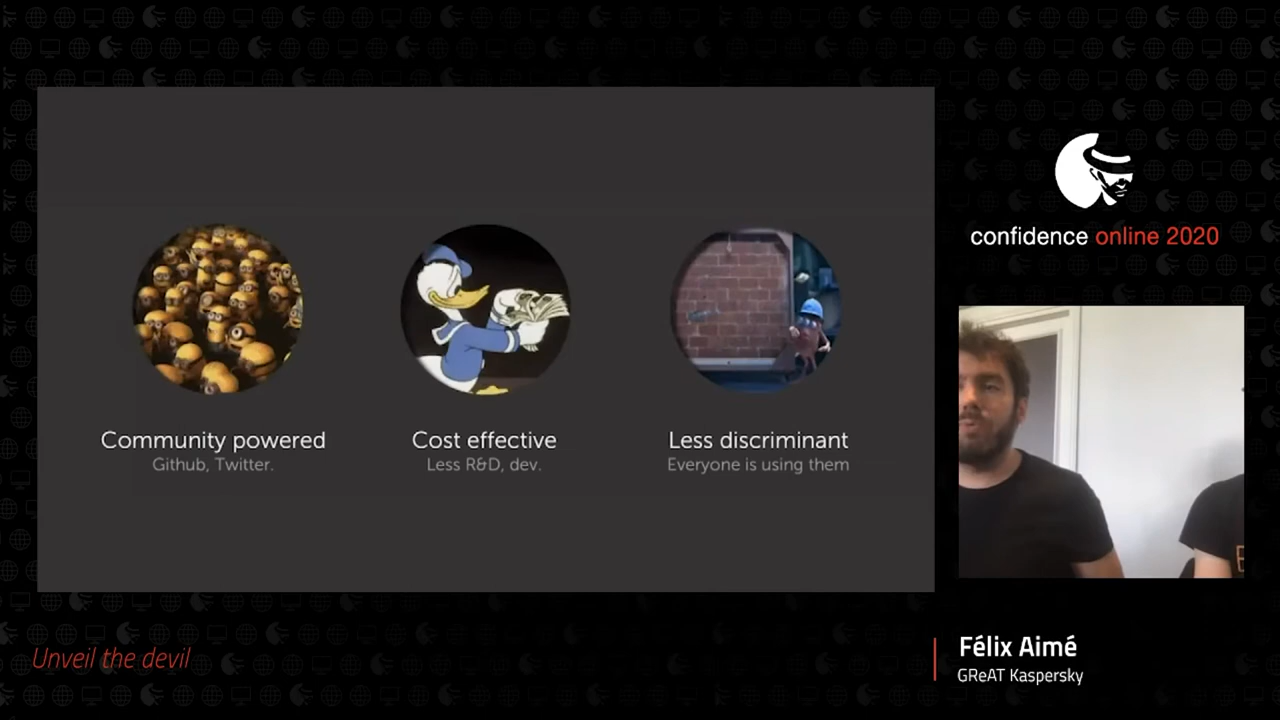 confidence online 2020
Community powered
Github, Twitter.
Cost effective
Less R&D, dev.
Less discriminant
Everyone is using them
Unveil the devil
Félix Aimé
GReAT Kaspersky